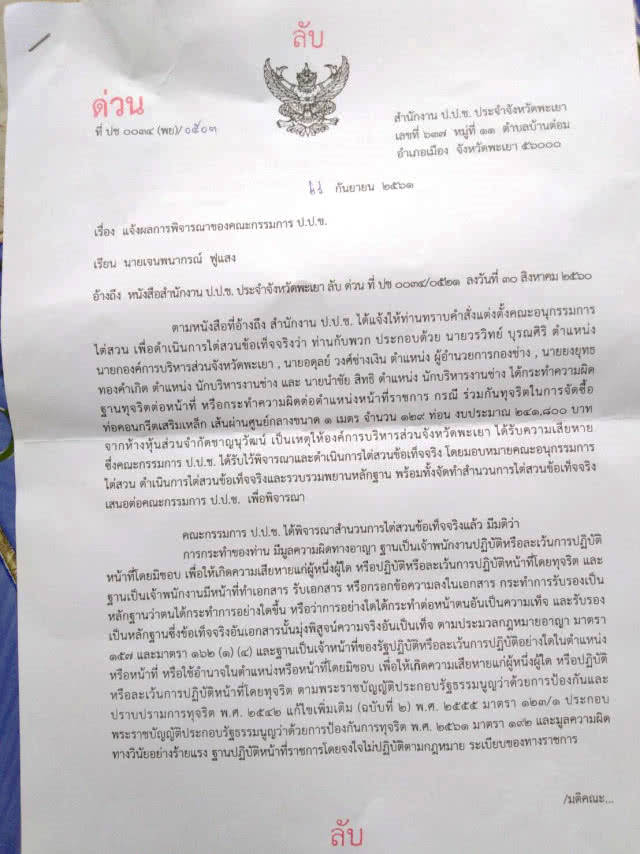 ลับ
ด่วน
ที่ ปช ๐๐๓๔ (พย)/๐๕๐๓
สำนักงาน ป.ป.ช. ประจำจังหวัดพะเยา
เลขที่ ๖๓๗ หมู่ที่ ๑๑ ตำบลบ้านต๋อม
อำเภอเมือง จังหวัดพะเยา ๕๖๐๐๐
กันยายน ๒๕๖๑
เรื่อง แจ้งผลการพิจารณาของคณะกรรมการ ป.ป.ช.
เรียน นายเจนพนากรณ์ ฟูแสง
อ้างถึง หนังสือสำนักงาน ป.ป.ช. ประจำจังหวัดพะเยา ลับ ด่วน ที่ ปช ๐๐๓๔/๐๕๒๑ ลงวันที่ ๓๐ สิงหาคม ๒๕๖๐
ตามหนังสือที่อ้างถึง สำนักงาน ป.ป.ช. ได้แจ้งให้ท่านทราบคำสั่งแต่งตั้งคณะอนุกรรมการ
ไต่สวน เพื่อดำเนินการไต่สวนข้อเท็จจริงว่า ท่านกับพวก ประกอบด้วย นายวรวิทย์ บุรณศิริ ตำแหน่ง
นายกองค์การบริหารส่วนจังหวัดพะเยา , นายอดุลย์ วงศ์ช่างเงิน ตำแหน่ง ผู้อำนวยการกองช่าง , นายยงยุทธ
ทองคำเกิด ตำแหน่ง นักบริหารงานช่าง และ นายนำชัย สิทธิ ตำแหน่ง นักบริหารงานช่าง ได้กระทำความผิด
ฐานทุจริตต่อหน้าที่ หรือกระทำความผิดต่อตำแหน่งหน้าที่ราชการ กรณี ร่วมกันทุจริตในการจัดซื้อ
ท่อคอนกรีตเสริมเหล็ก เส้นผ่านศูนย์กลางขนาด ๑ เมตร จำนวน ๑๒๙ ท่อน งบประมาณ ๒๔๑,๘๐๐ บาท
จากห้างหุ้นส่วนจำกัดชาญนุวัฒน์ เป็นเหตุให้องค์การบริหารส่วนจังหวัดพะเยา ได้รับความเสียหาย
ซึ่งคณะกรรมการ ป.ป.ช. ได้รับไว้พิจารณาและดำเนินการไต่สวนข้อเท็จจริง โดยมอบหมายคณะอนุกรรมการ
ไต่สวน ดำเนินการไต่สวนข้อเท็จจริงและรวบรวมพยานหลักฐาน พร้อมทั้งจัดทำสำนวนการไต่สวนข้อเท็จจริง
เสนอต่อคณะกรรมการ ป.ป.ช. เพื่อพิจารณา
คณะกรรมการ ป.ป.ช. ได้พิจารณาสำนวนการไต่สวนข้อเท็จจริงแล้ว มีมติว่า
การกระทำของท่าน มีมูลความผิดทางอาญา ฐานเป็นเจ้าพนักงานปฏิบัติหรือละเว้นการปฏิบัติ
หน้าที่โดยมิชอบ เพื่อให้เกิดความเสียหายแก่ผู้หนึ่งผู้ใด หรือปฏิบัติหรือละเว้นการปฏิบัติหน้าที่โดยทุจริต และ
ฐานเป็นเจ้าพนักงานมีหน้าที่ทำเอกสาร รับเอกสาร หรือกรอกข้อความลงในเอกสาร กระทำการรับรองเป็น
หลักฐานว่าตนได้กระทำการอย่างใดขึ้น หรือว่าการอย่างใดได้กระทำต่อหน้าตนอันเป็นความเท็จ และรับรอง
เป็นหลักฐานซึ่งข้อเท็จจริงอันเอกสารนั้นมุ่งพิสูจน์ความจริงอันเป็นเท็จ ตามประมวลกฎหมายอาญา มาตรา
๑๕๗ และมาตรา ๑๖๒ (๑) (๔) และฐานเป็นเจ้าหน้าที่ของรัฐปฏิบัติหรือละเว้นการปฏิบัติอย่างใดในตำแหน่ง
หรือหน้าที่ หรือใช้อำนาจในตำแหน่งหรือหน้าที่โดยมิชอบ เพื่อให้เกิดความเสียหายแก่ผู้หนึ่งผู้ใด หรือปฏิบัติ
หรือละเว้นการปฏิบัติหน้าที่โดยทุจริต ตามพระราชบัญญัติประกอบรัฐธรรมนูญว่าด้วยการป้องกันและ
ปราบปรามการทุจริต พ.ศ. ๒๕๔๒ แก้ไขเพิ่มเติม (ฉบับที่ ๒) พ.ศ. ๒๕๕๔ มาตรา ๑๒๓/๑ ประกอบ
พระราชบัญญัติประกอบรัฐธรรมนูญว่าด้วยการป้องกันการทุจริต พ.ศ. ๒๕๖๑ มาตรา ๑๙๒ และมูลความผิด
ทางวินัยอย่างร้ายแรง ฐานปฏิบัติหน้าที่ราชการโดยจงใจไม่ปฏิบัติตามกฎหมาย ระเบียบของทางราชการ
/มติคณะ...
ลับ